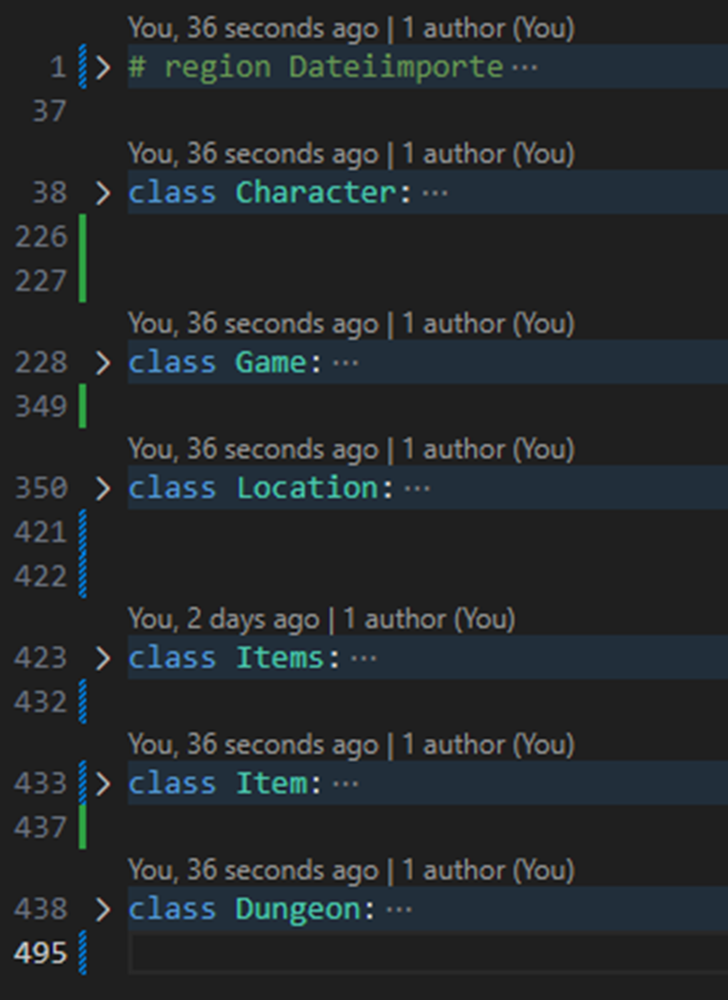 You, 36 seconds ago | 1 author (You)
1 > # region Dateiimporte ···
37
You, 36 seconds ago | 1 author (You)
38 > class Character: ···
226
227
You, 36 seconds ago | 1 author (You)
228 > class Game: ···
349
You, 36 seconds ago | 1 author (You)
350 > class Location: ···
421
422
You, 2 days ago | 1 author (You)
423 > class Items: ···
432
You, 36 seconds ago | 1 author (You)
433 > class Item: ···
437
You, 36 seconds ago | 1 author (You)
438 > class Dungeon: ···
495